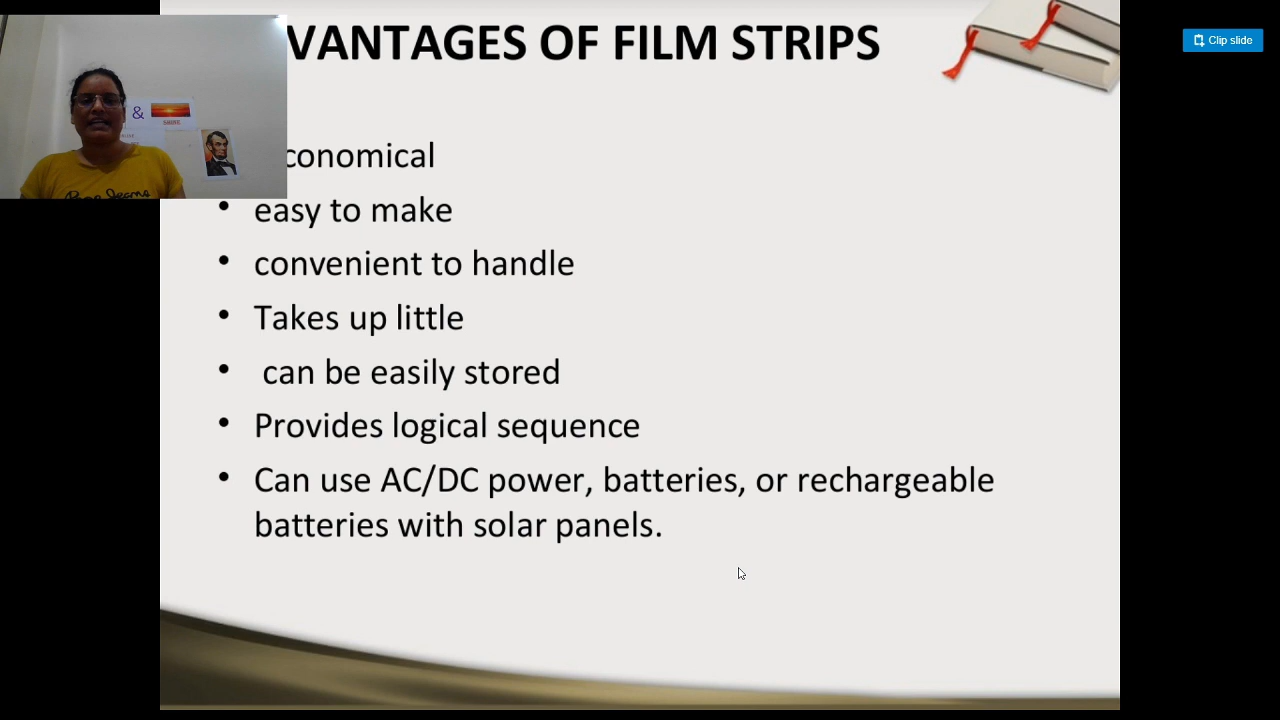 VANTAGES OF FILM STRIPS
Clip slide
&
conomical
• easy to make
• convenient to handle
• Takes up little
• can be easily stored
• Provides logical sequence
• Can use AC/DC power, batteries, or rechargeable
batteries with solar panels.